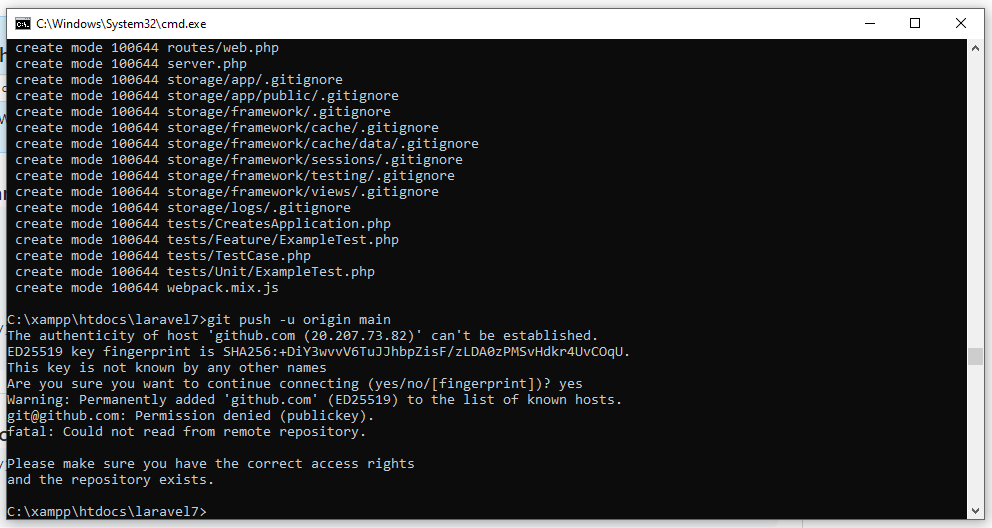 C:\Windows\System32\cmd.exe
create mode 100644 routes/web.php
create mode 100644 server.php
create mode 100644 storage/app/.gitignore
create mode 100644 storage/app/public/.gitignore
create mode 100644 storage/framework/.gitignore
create mode 100644 storage/framework/cache/.gitignore
create mode 100644 storage/framework/cache/data/.gitignore
create mode 100644 storage/framework/sessions/.gitignore
create mode 100644 storage/framework/testing/.gitignore
create mode 100644 storage/framework/views/.gitignore
create mode 100644 storage/logs/.gitignore
create mode 100644 tests/CreatesApplication.php
create mode 100644 tests/Feature/ExampleTest.php
create mode 100644 tests/TestCase.php
create mode 100644 tests/Unit/ExampleTest.php
create mode 100644 webpack.mix.js
C:\xampp\htdocs\laravel7>git push -u origin main
The authenticity of host 'github.com (20.207.73.82)' can't be established.
ED25519 key fingerprint is SHA256:+DiY3wvvV6TuJJhbpZisF/zLDA0zPMSvHdkr4UvCOqU.
This key is not known by any other names
Are you sure you want to continue connecting (yes/no/[fingerprint])? yes
Warning: Permanently added 'github.com' (ED25519) to the list of known hosts.
git@github.com: Permission denied (publickey).
fatal: Could not read from remote repository.
Please make sure you have the correct access rights
and the repository exists.
C:\xampp\htdocs\laravel7>